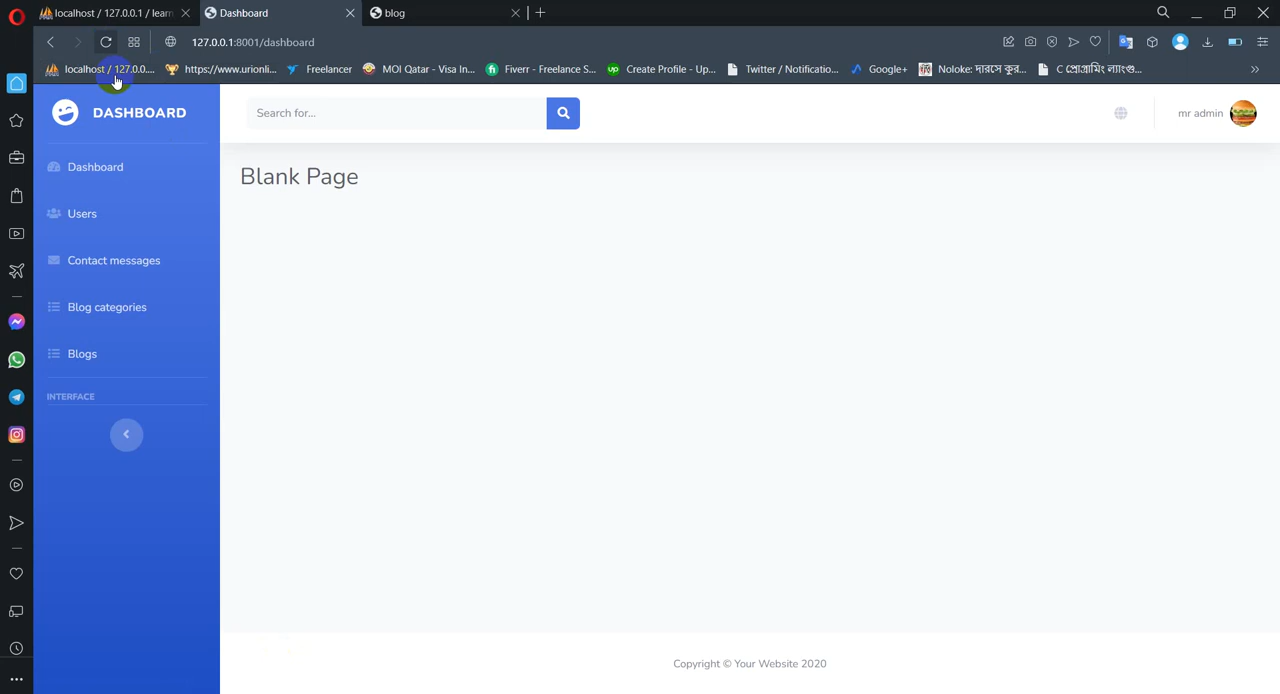 localhost / 127.0.0.1 / learn
Dashboard
blog
127.0.0.1:8001/dashboard
localhost / 127.0.0....
https://www.urionli...
Freelancer
MOI Qatar - Visa In...
Fiverr - Freelance S...
Create Profile - Up...
Twitter / Notificatio...
Google+
Noloke: দারসে কুর...
C প্রোগ্রামিং ল্যাংগু...
DASHBOARD
Search for...
mr admin
Dashboard
Blank Page
Users
Contact messages
Blog categories
Blogs
INTERFACE
Copyright © Your Website 2020